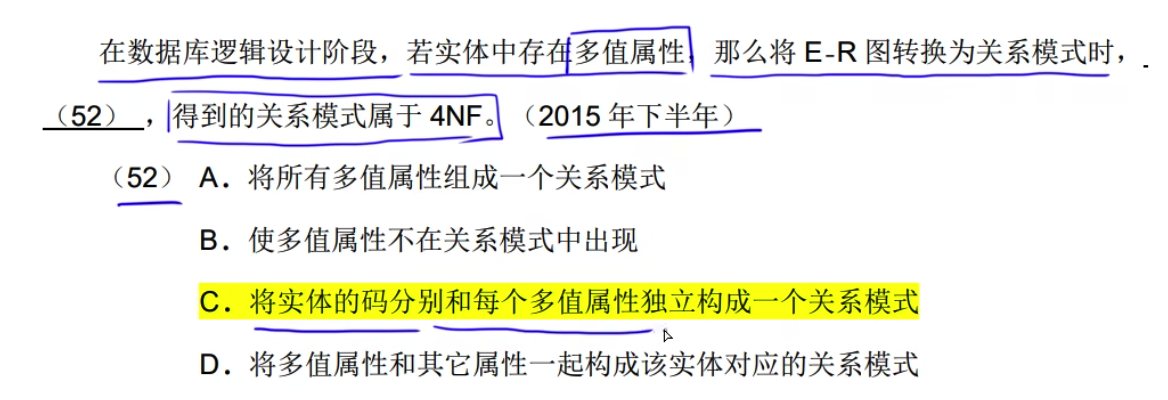 在数据库逻辑设计阶段，若实体中存在多值属性，那么将 E-R 图转换为关系模式时，
（52），得到的关系模式属于 4NF。（2015 年下半年）
（52） A．将所有多值属性组成一个关系模式
B．使多值属性不在关系模式中出现
C．将实体的码分别和每个多值属性独立构成一个关系模式
D．将多值属性和其它属性一起构成该实体对应的关系模式